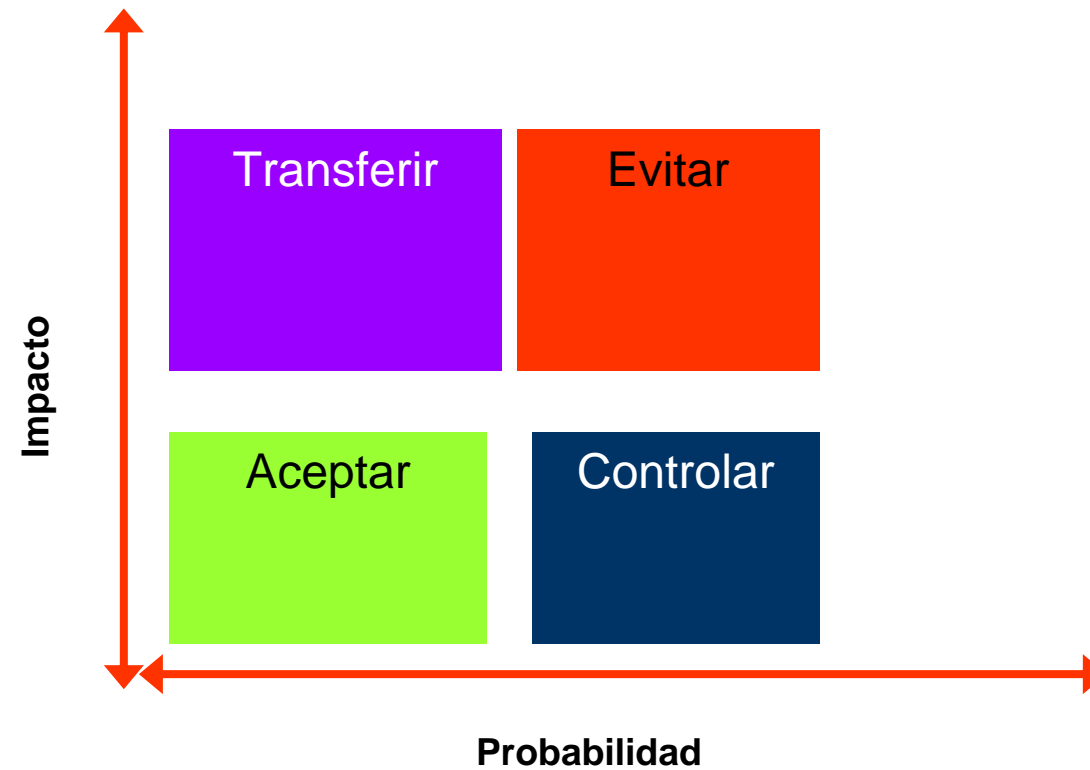 Transferir
Evitar
Impacto
Aceptar
Controlar
Probabilidad